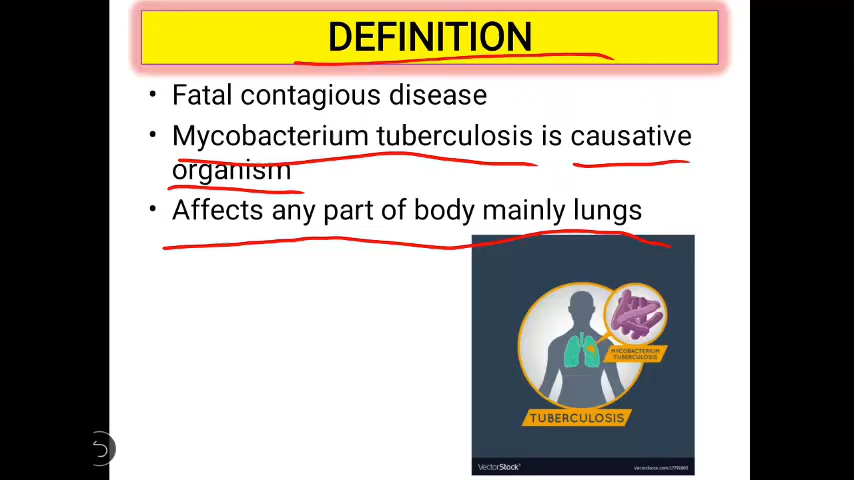 DEFINITION
• Fatal contagious disease
• Mycobacterium tuberculosis is causative
organism
• Affects any part of body mainly lungs
MYCOBACTERIUM
TUBERCULOSIS
TUBERCULOSIS
VectorStock